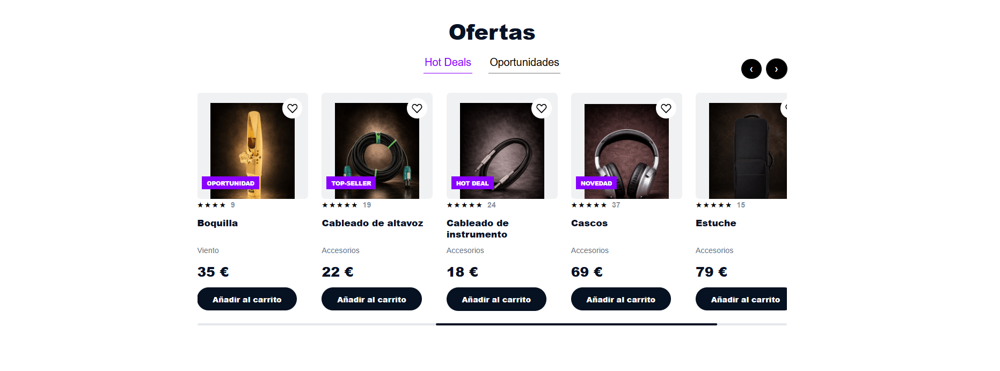 Ofertas
Hot Deals
Oportunidades
‹ ›
OPORTUNIDAD
★★★★ 9
Boquilla
Viento
35 €
Añadir al carrito
TOP-SELLER
★★★★★ 19
Cableado de altavoz
Accesorios
22 €
Añadir al carrito
HOT DEAL
★★★★★ 24
Cableado de
instrumento
Accesorios
18 €
Añadir al carrito
NOVEDAD
★★★★★ 37
Cascos
Accesorios
69 €
Añadir al carrito
★★★★★ 15
Estuche
Accesorios
79 €
Añadir al carrito